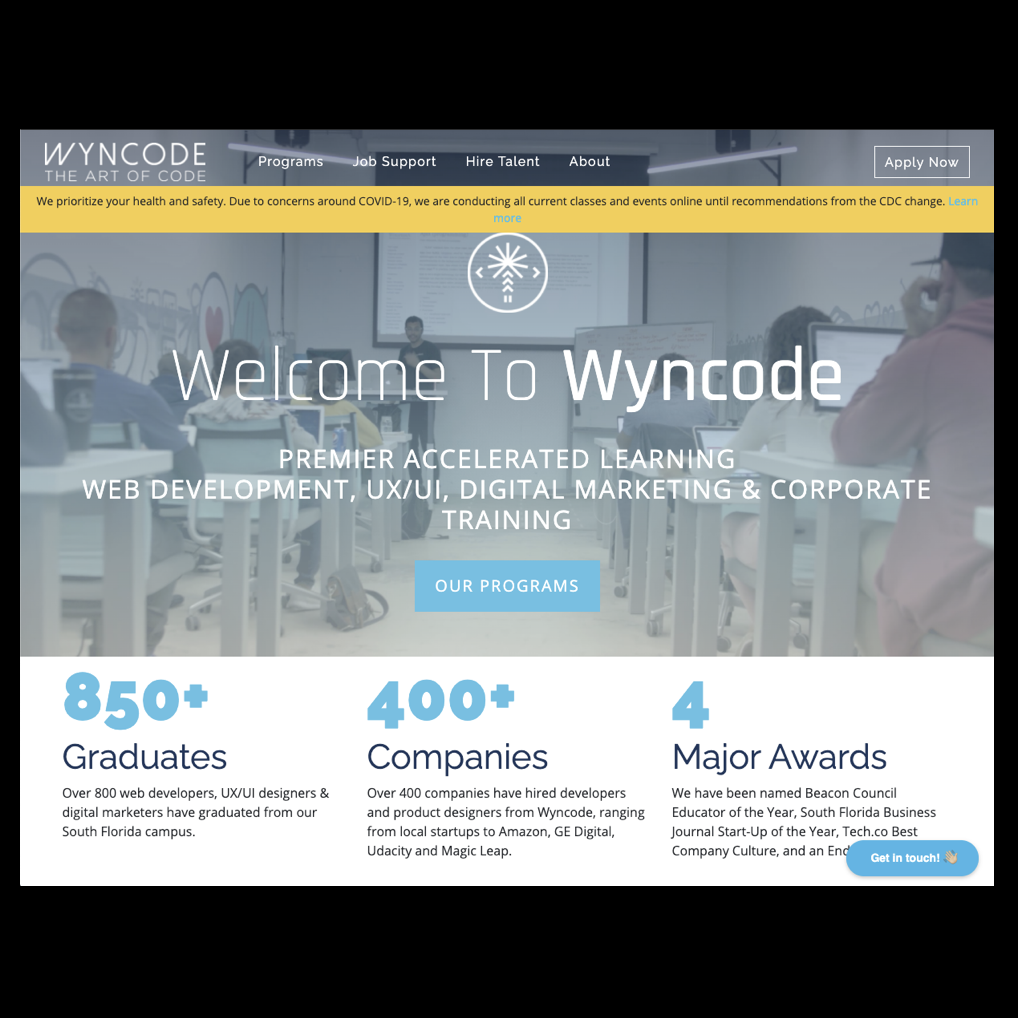 WYNCODE
THE ART OF CODE
Programs
Job Support
Hire Talent
About
Apply Now
We prioritize your health and safety. Due to concerns around COVID-19, we are conducting all current classes and events online until recommendations from the CDC change. Learn
more
Welcome To Wyncode
PREMIER ACCELERATED LEARNING
WEB DEVELOPMENT, UX/UI, DIGITAL MARKETING & CORPORATE
TRAINING
OUR PROGRAMS
850+
Graduates
Over 800 web developers, UX/UI designers &
digital marketers have graduated from our
South Florida campus.
400+
Companies
Over 400 companies have hired developers
and product designers from Wyncode, ranging
from local startups to Amazon, GE Digital,
Udacity and Magic Leap.
4
Major Awards
We have been named Beacon Council
Educator of the Year, South Florida Business
Journal Start-Up of the Year, Tech.co Best
Company Culture, and an
Get in touch! 👋🏼